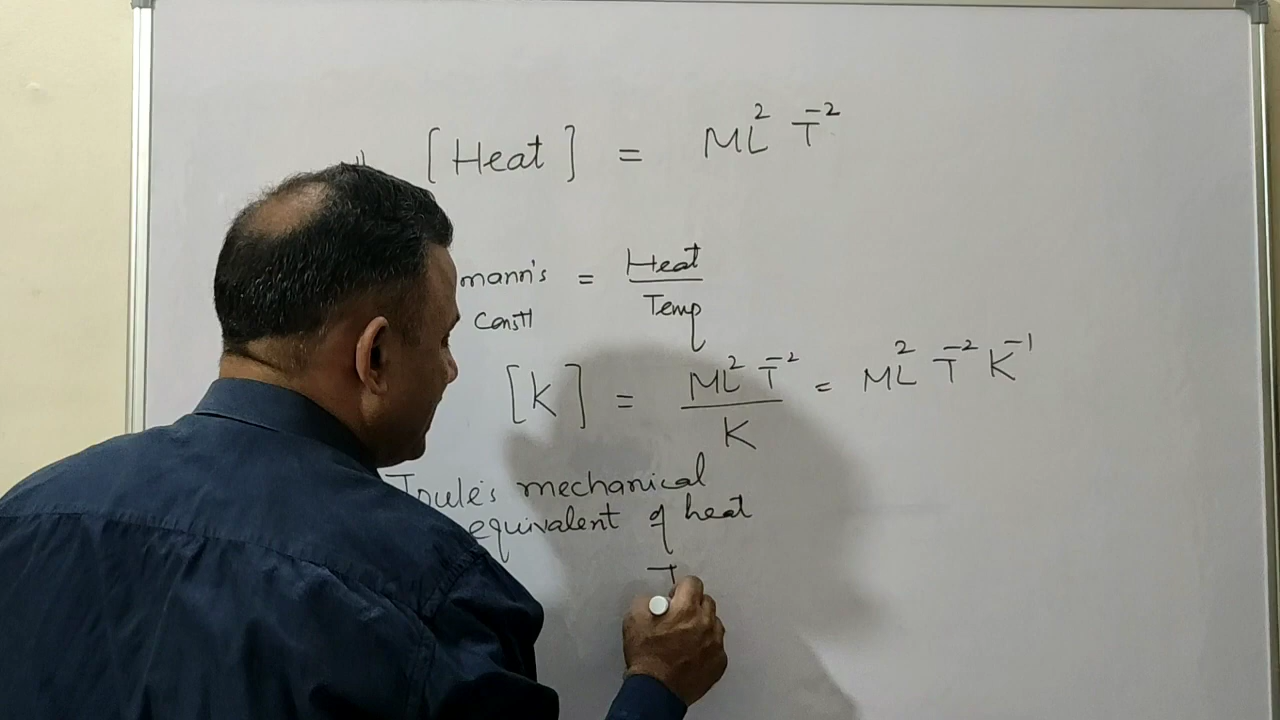 [Heat] = ML² T⁻²
mann's = Heat
Temp
Const
[K] = ML² T⁻² = ML² T⁻² K⁻¹
K
Joule's mechanical
equivalent of heat